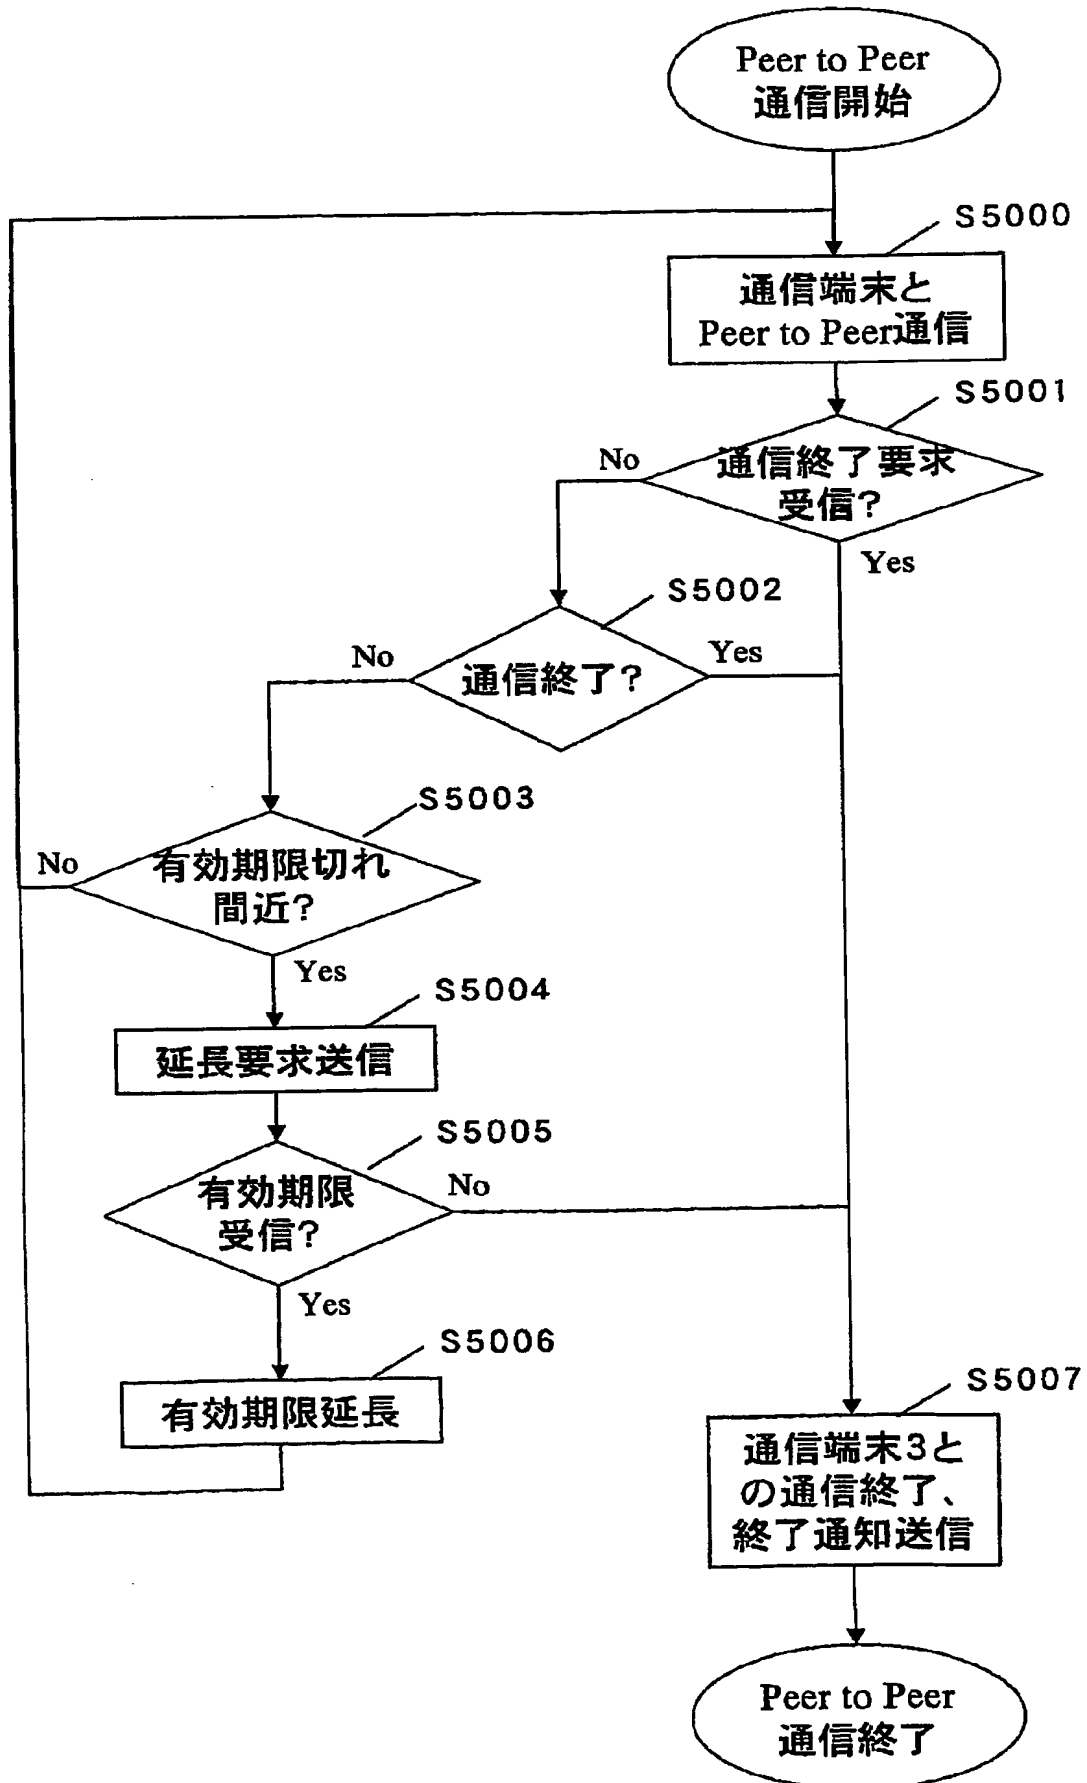 Peer to Peer
通信開始
S5000
通信端末と
Peer to Peer通信
S5001
通信終了要求
受信?
No
Yes
S5002
通信終了?
No
Yes
S5003
有効期限切れ
間近?
No
Yes
S5004
延長要求送信
S5005
有効期限
受信?
No
Yes
S5006
有効期限延長
S5007
通信端末3と
の通信終了、
終了通知送信
Peer to Peer
通信終了